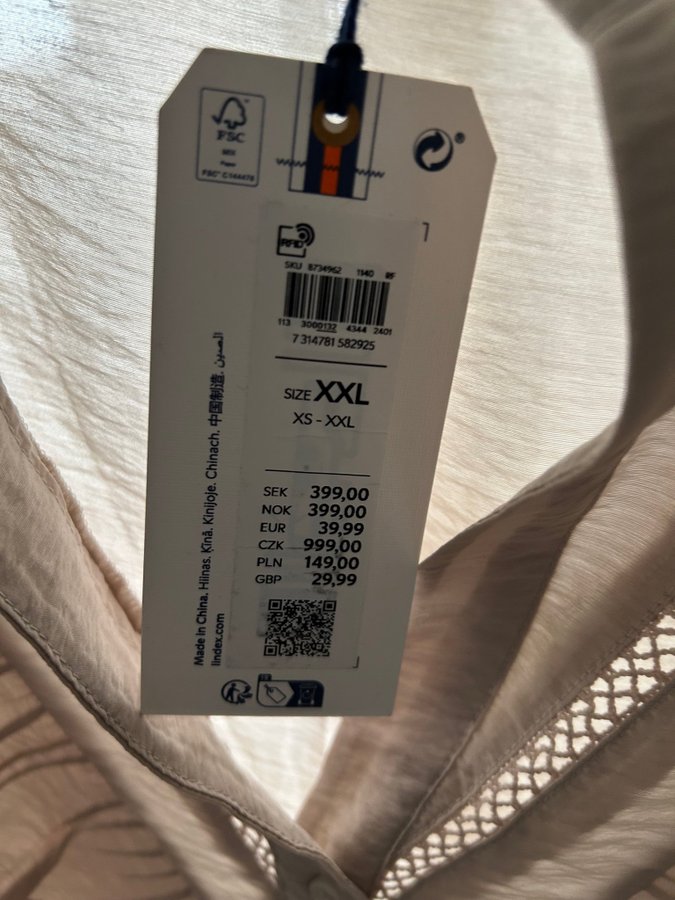 FSC
MIX
Paper
FSC® C144478
®
RFID
SKU 8734962 1140 RF
113 3000132 4344 2401
7 314781 582925
SIZE XXL
XS - XXL
SEK 399,00
NOK 399,00
EUR 39,99
CZK 999,00
PLN 149,00
GBP 29,99
Made in China. Hiinas. Ķīnā. Kinijoje. Chinach. 中国制造. الصين
lindex.com